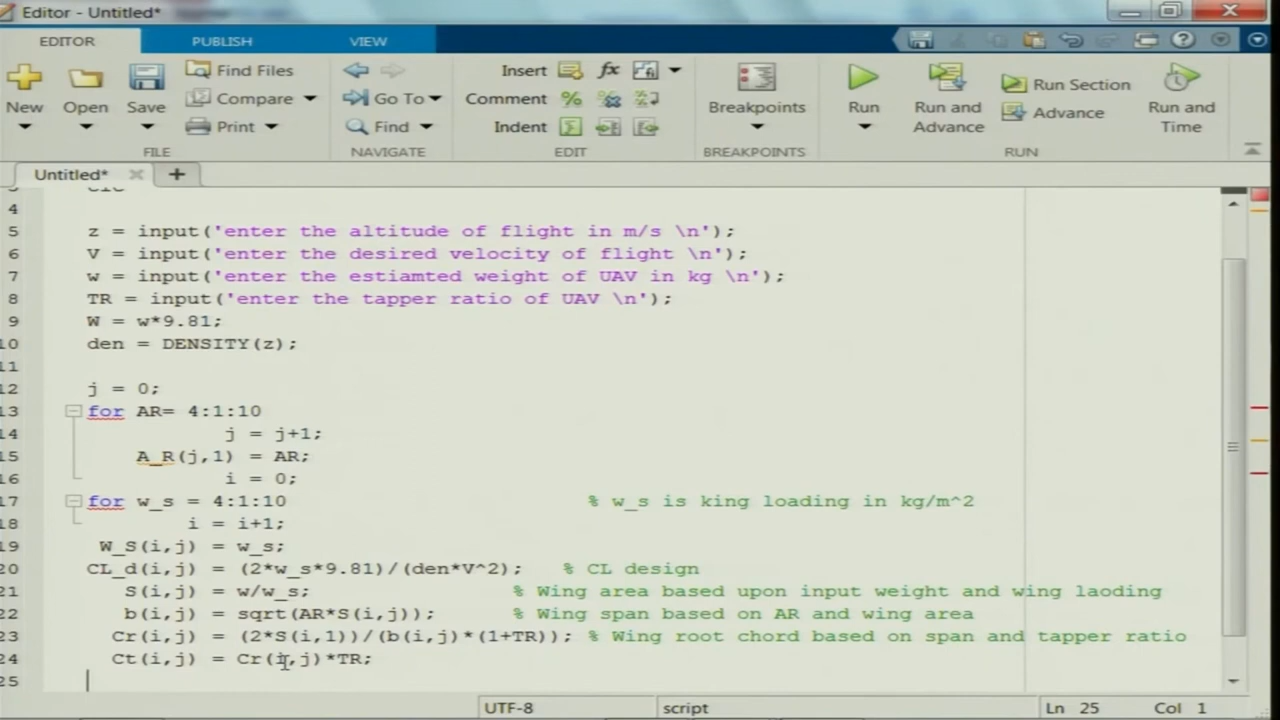 Editor - Untitled*
EDITOR PUBLISH VIEW
New Open Save Find Files Compare Print FILE
Go To Find NAVIGATE
Insert fx Comment Indent EDIT
Breakpoints BREAKPOINTS
Run Run and Advance Run Section Advance Run and Time RUN
Untitled*
4
5 z = input('enter the altitude of flight in m/s \n');
6 V = input('enter the desired velocity of flight \n');
7 w = input('enter the estiamted weight of UAV in kg \n');
8 TR = input('enter the tapper ratio of UAV \n');
9 W = w*9.81;
10 den = DENSITY(z);
11
12 j = 0;
13 for AR= 4:1:10
14 j = j+1;
15 A_R(j,1) = AR;
16 i = 0;
17 for w_s = 4:1:10 % w_s is king loading in kg/m^2
18 i = i+1;
19 W_S(i,j) = w_s;
20 CL_d(i,j) = (2*w_s*9.81)/(den*V^2); % CL design
21 S(i,j) = w/w_s; % Wing area based upon input weight and wing laoding
22 b(i,j) = sqrt(AR*S(i,j)); % Wing span based on AR and wing area
23 Cr(i,j) = (2*S(i,1))/(b(i,j)*(1+TR)); % Wing root chord based on span and tapper ratio
24 Ct(i,j) = Cr(i,j)*TR;
25
UTF-8 script Ln 25 Col 1